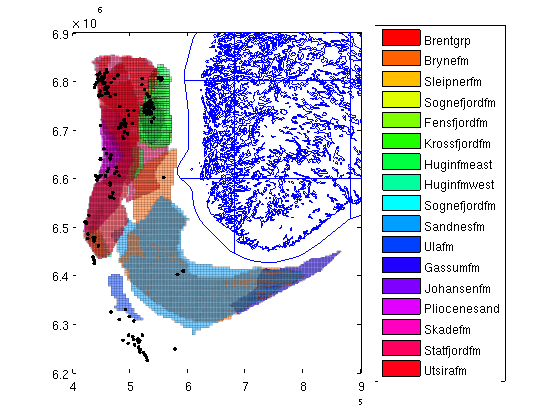 × 10 6
6.9
6.8
6.7
6.6
6.5
6.4
6.3
6.2
4 5 6 7 8 9
5
Brentgrp
Brynefm
Sleipnerfm
Sognefjordfm
Fensfjordfm
Krossfjordfm
Huginfmeast
Huginfmwest
Sognefjordfm
Sandnesfm
Ulafm
Gassumfm
Johansenfm
Pliocenesand
Skadefm
Statfjordfm
Utsirafm